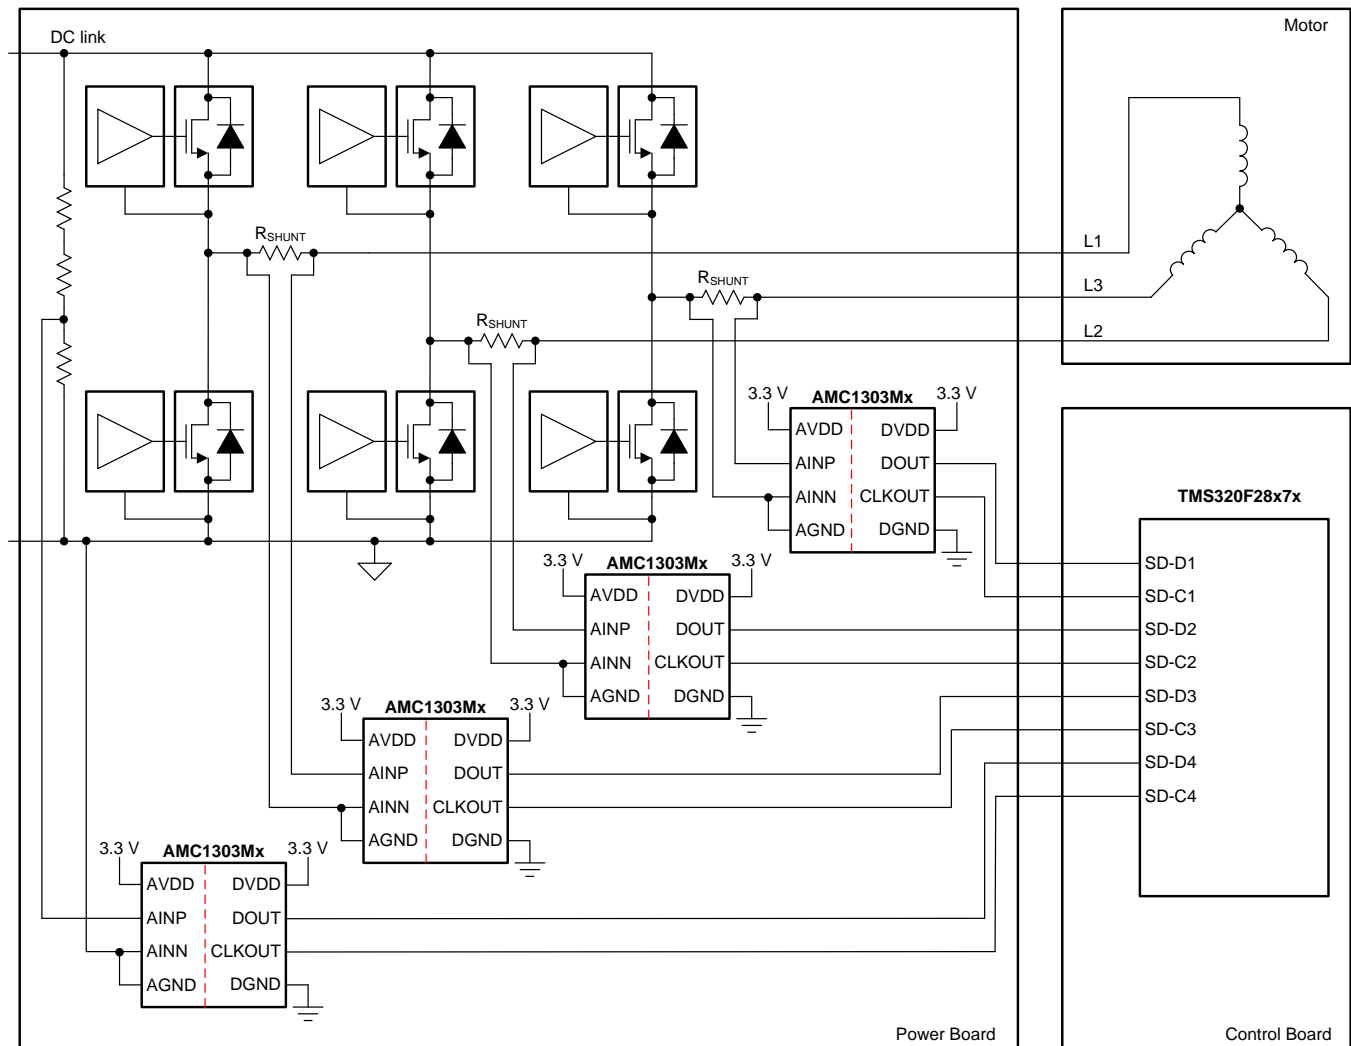 DC link
Motor
RSHUNT
L1
RSHUNT
L3
RSHUNT
L2
3.3 V
AMC1303Mx
3.3 V
AVDD
DVDD
AINP
DOUT
AINN
CLKOUT
AGND
DGND
TMS320F28x7x
SD-D1
SD-C1
SD-D2
SD-C2
SD-D3
SD-C3
SD-D4
SD-C4
3.3 V
AMC1303Mx
3.3 V
AVDD
DVDD
AINP
DOUT
AINN
CLKOUT
AGND
DGND
3.3 V
AMC1303Mx
3.3 V
AVDD
DVDD
AINP
DOUT
AINN
CLKOUT
AGND
DGND
3.3 V
AMC1303Mx
3.3 V
AVDD
DVDD
AINP
DOUT
AINN
CLKOUT
AGND
DGND
Power Board
Control Board